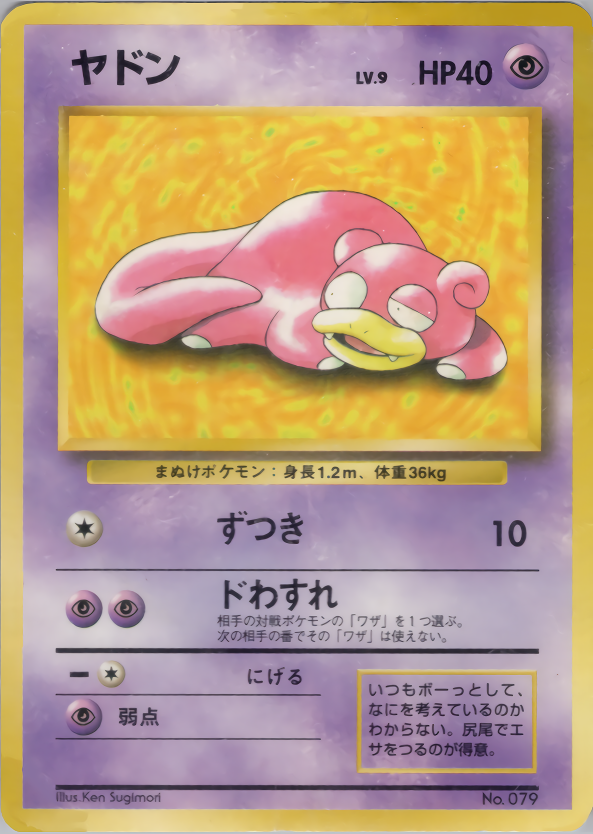 ヤドン LV.9 HP40
まぬけポケモン：身長1.2m、体重36kg
ずつき 10
ドわすれ
相手の対戦ポケモンの「ワザ」を１つ選ぶ。
次の相手の番でその「ワザ」は使えない。
ー にげる
弱点
いつもボーっとして、
なにを考えているのか
わからない。尻尾でエ
サをつるのが得意。
Illus.Ken Sugimori
No.079